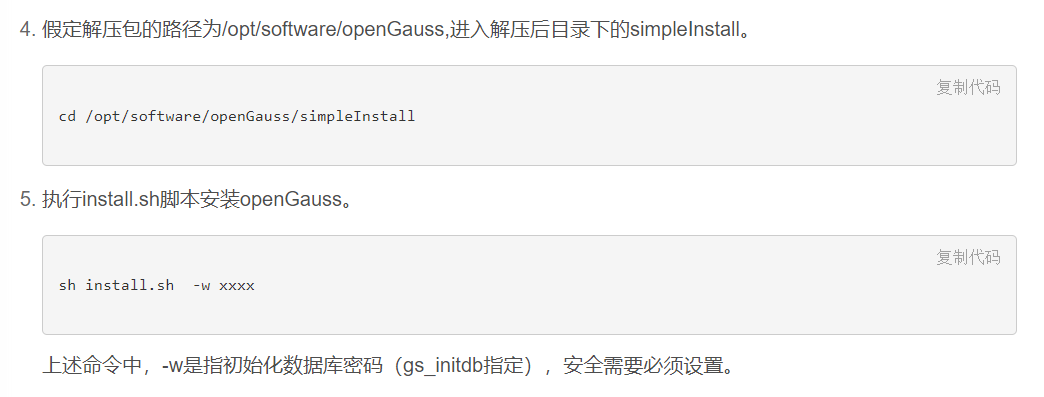 4. 假定解压包的路径为/opt/software/openGauss,进入解压后目录下的simpleInstall。
复制代码
cd /opt/software/openGauss/simpleInstall
5. 执行install.sh脚本安装openGauss。
复制代码
sh install.sh  -w xxxx
上述命令中，-w是指初始化数据库密码（gs_initdb指定），安全需要必须设置。